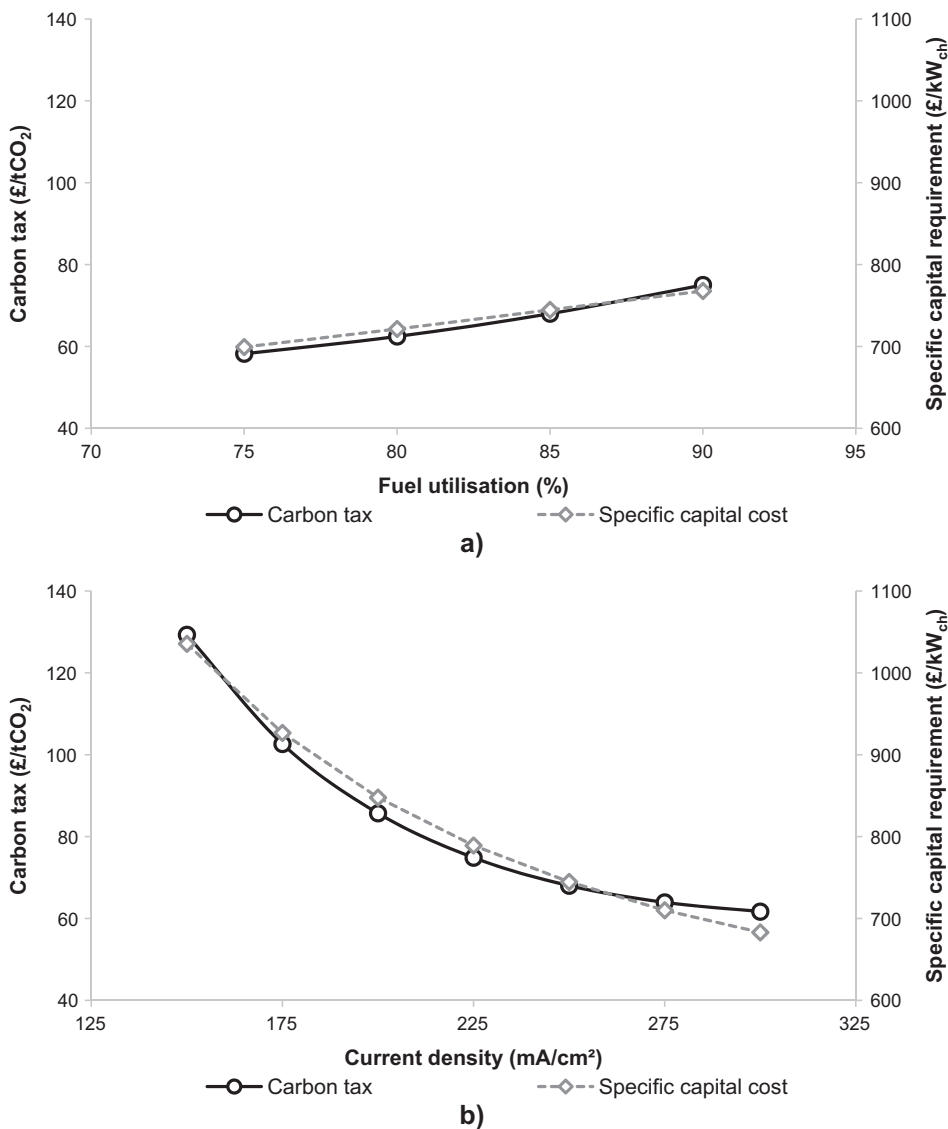 140
120
100
80
60
40
Carbon tax (£/tCO₂)
1100
1000
900
800
700
600
Specific capital requirement (£/kW_ch)
70 75 80 85 90 95
Fuel utilisation (%)
Carbon tax Specific capital cost
a)
140
120
100
80
60
40
Carbon tax (£/tCO₂)
1100
1000
900
800
700
600
Specific capital requirement (£/kW_ch)
125 175 225 275 325
Current density (mA/cm²)
Carbon tax Specific capital cost
b)